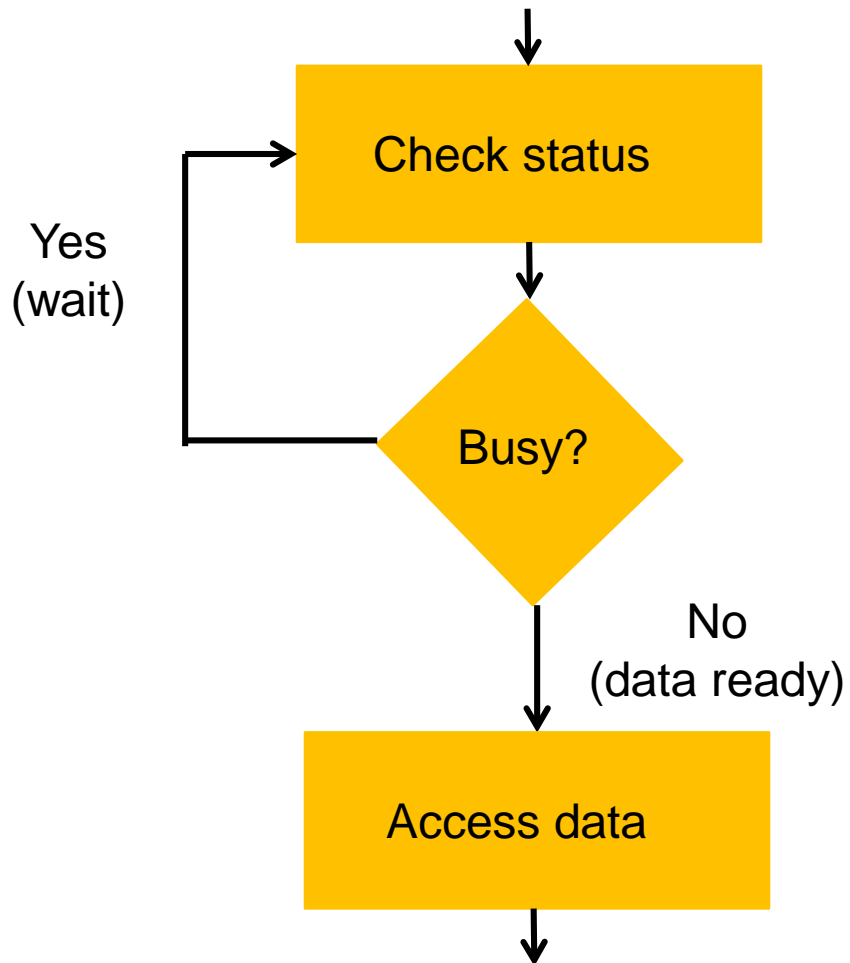 Check status
Yes
(wait)
Busy?
No
(data ready)
Access data